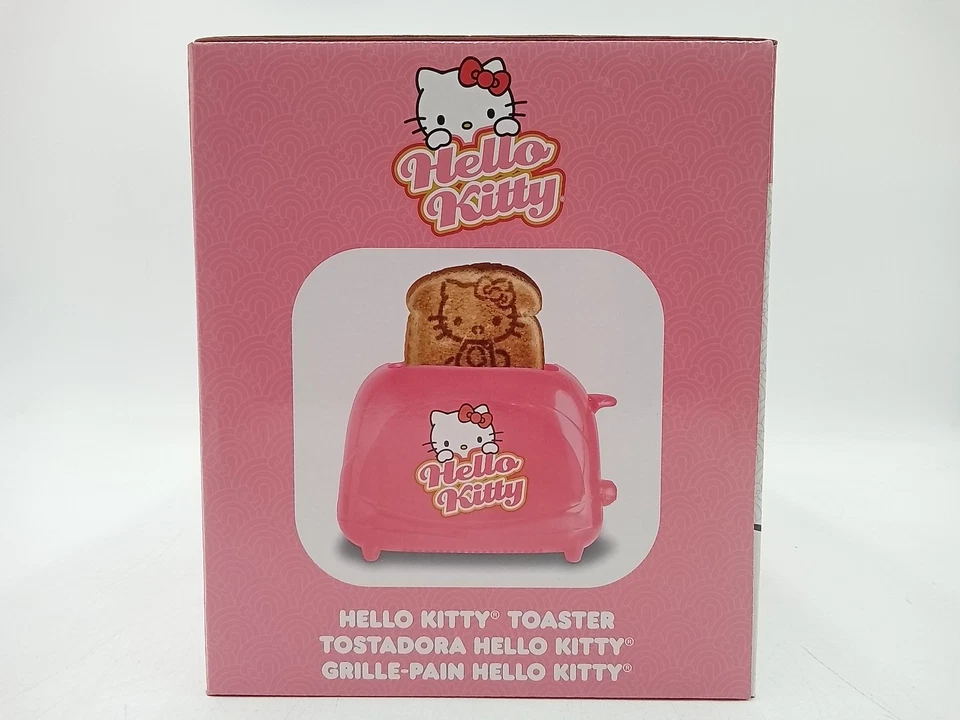 Hello
Kitty
Hello
Kitty
HELLO KITTY® TOASTER
TOSTADORA HELLO KITTY®
GRILLE-PAIN HELLO KITTY®